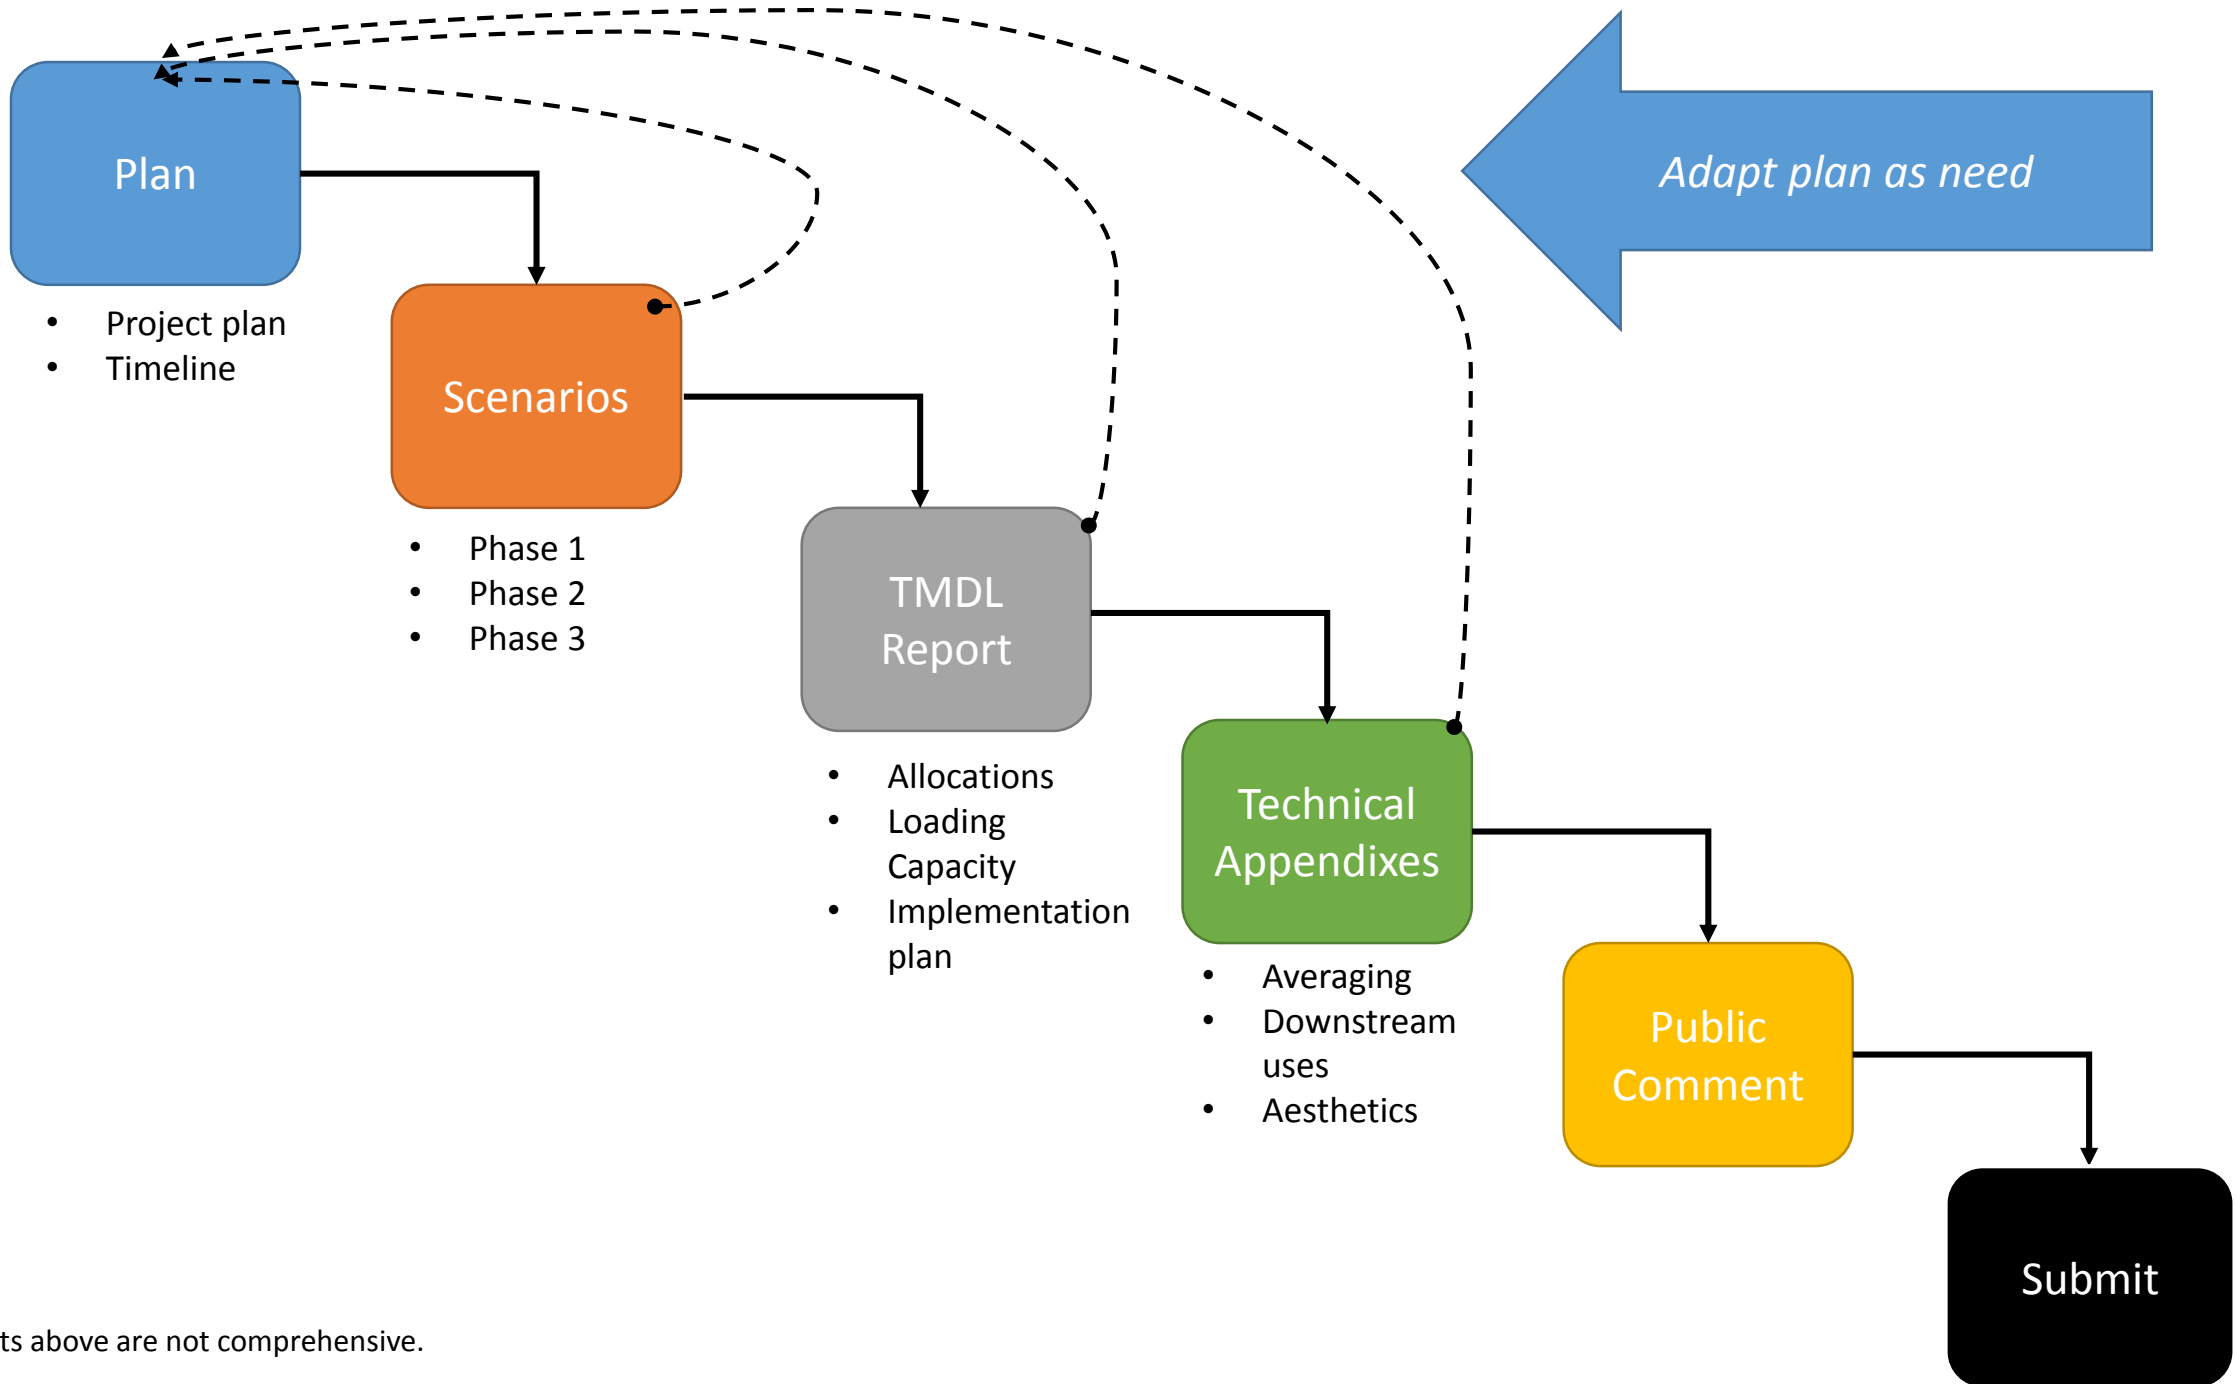 Plan
Adapt plan as need
• Project plan
• Timeline
Scenarios
• Phase 1
• Phase 2
• Phase 3
TMDL
Report
• Allocations
• Loading
Capacity
• Implementation
plan
Technical
Appendixes
• Averaging
• Downstream
uses
• Aesthetics
Public
Comment
Submit
above are not comprehensive.